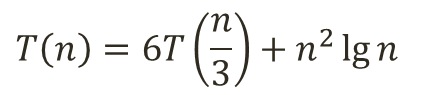 T(n) = 6T(n/3) + n² lg n